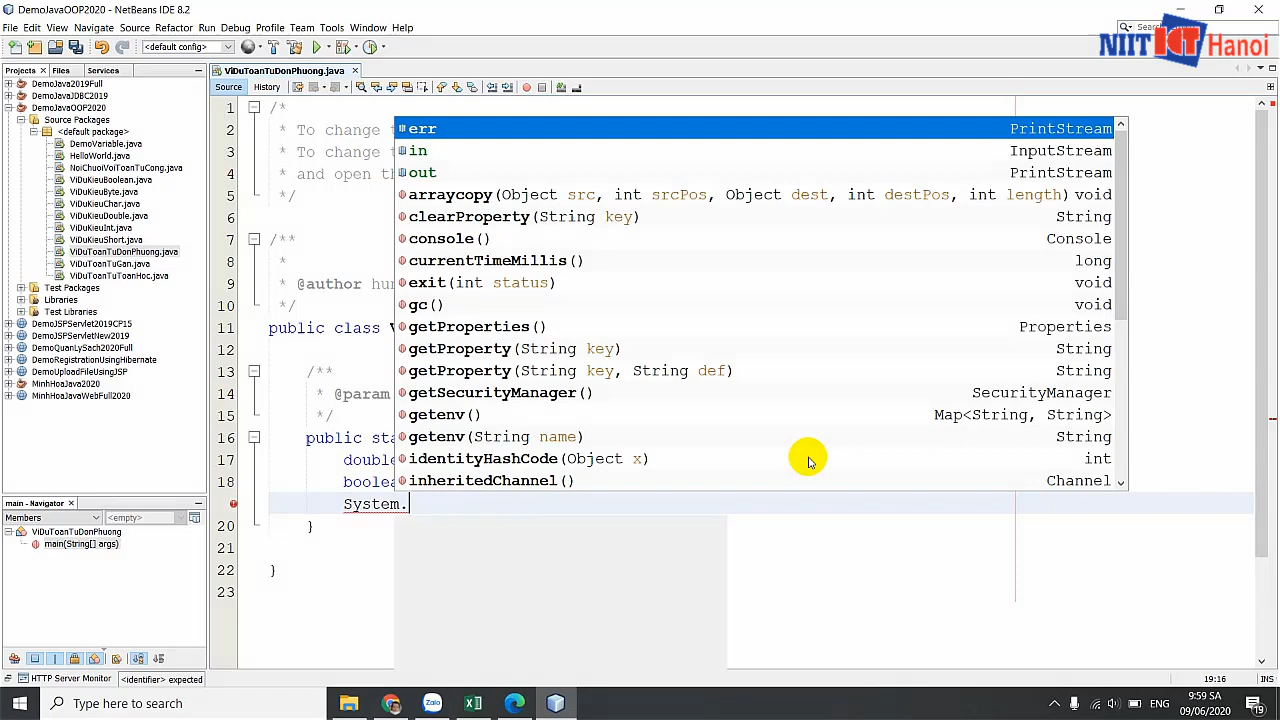 DemoJavaOOP2020 - NetBeans IDE 8.2
File Edit View Navigate Source Refactor Run Debug Profile Team Tools Window Help
Search
NIIT ICT Hanoi
<default config>
Projects Files Services
ViDuToanTuDonPhuong.java
Source History
DemoJava2019Full
DemoJavaJDBC2019
DemoJavaOOP2020
Source Packages
<default package>
DemoVariable.java
HelloWorld.java
NoiChuoiVoiToanTuCong.java
ViDuKieuBoolean.java
ViDuKieuByte.java
ViDuKieuChar.java
ViDuKieuDouble.java
ViDuKieuInt.java
ViDuKieuShort.java
ViDuToanTuDonPhuong.java
ViDuToanTuGan.java
ViDuToanTuToanHoc.java
Test Packages
Libraries
Test Libraries
DemoJSPServlet2019CP15
DemoJSPServletNew2019
DemoQuanLySach2020Full
DemoRegistrationUsingHibernate
DemoUploadFileUsingJSP
MinhHoaJava2020
MinhHoaJavaWebFull2020
main - Navigator
Members <empty>
ViDuToanTuDonPhuong
main(String[] args)
1 /*
2 * To change
3 * To change
4 * and open th
5 */
6
7 /**
8 *
9 * @author hu
10 */
11 public class
12
13 /**
14 * @param
15 */
16 public sta
17 double
18 boolea
System.
20 }
21
22 }
23
err PrintStream
in InputStream
out PrintStream
arraycopy(Object src, int srcPos, Object dest, int destPos, int length) void
clearProperty(String key) String
console() Console
currentTimeMillis() long
exit(int status) void
gc() void
getProperties() Properties
getProperty(String key) String
getProperty(String key, String def) String
getSecurityManager() SecurityManager
getenv() Map<String, String>
getenv(String name) String
identityHashCode(Object x) int
inheritedChannel() Channel
HTTP Server Monitor <identifier> expected 19:16 INS
Type here to search
Zalo
ENG
9:59 SA
09/06/2020
19